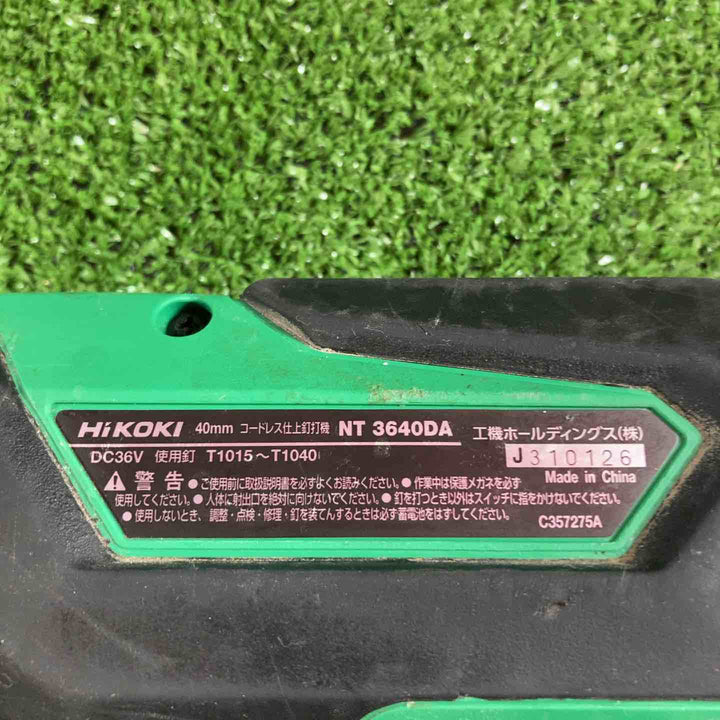 HiKOKI 40mm コードレス仕上釘打機 NT 3640DA 工機ホールディングス(株)
DC36V 使用釘 T1015～T1040 J310126
Made in China
⚠警告 ●ご使用前に取扱説明書を必ずよくお読みください。●作業中は保護メガネを必ず
使用してください。●人体に射出口を絶対に向けないでください。●釘を打つとき以外はスイッチに指をかけないでください。
●使用しないとき、調整・点検・修理・釘を装てんするときは必ず蓄電池をはずしてください。
C357275A